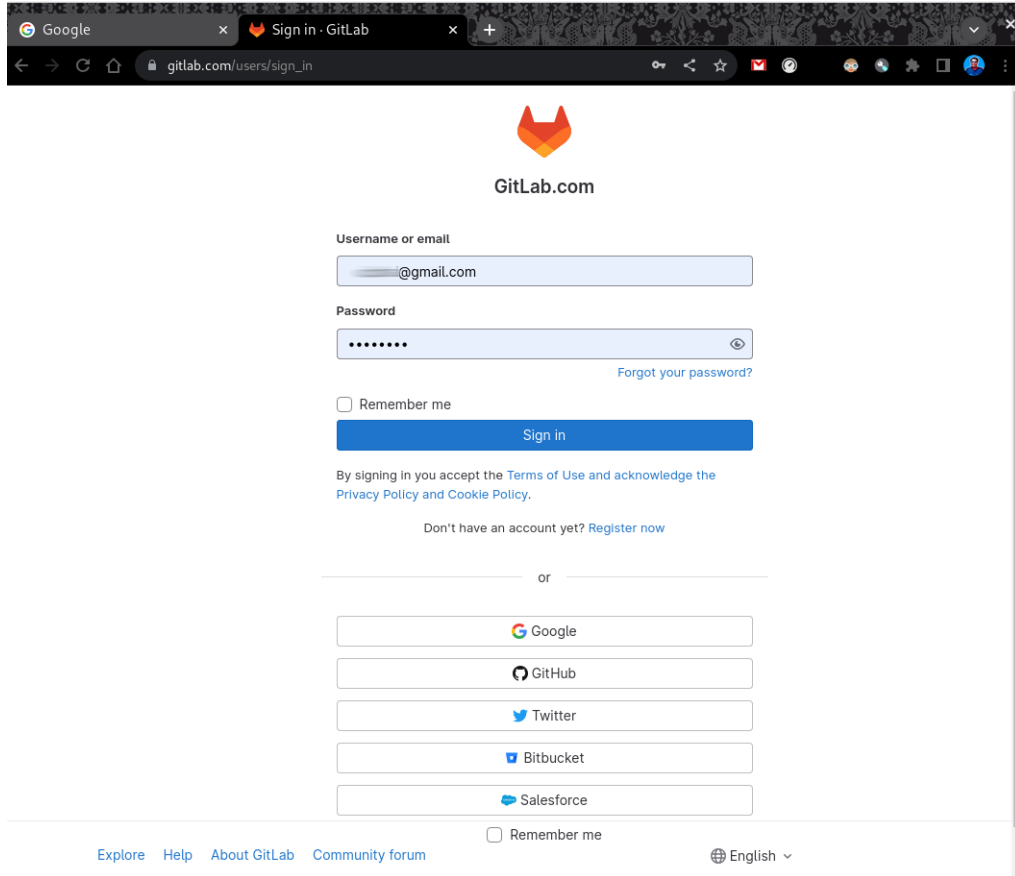 Google
Sign in · GitLab
gitlab.com/users/sign_in
GitLab.com
Username or email
@gmail.com
Password
••••••••
Forgot your password?
Remember me
Sign in
By signing in you accept the Terms of Use and acknowledge the
Privacy Policy and Cookie Policy.
Don't have an account yet? Register now
or
Google
GitHub
Twitter
Bitbucket
Salesforce
Remember me
Explore Help About GitLab Community forum English